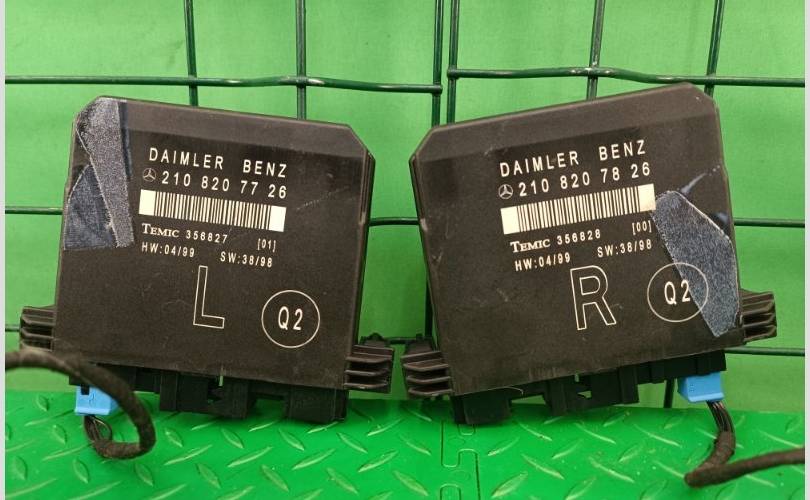 DAIMLER BENZ
210 820 77 26
TEMIC 356827 [01]
HW:04/99 SW:38/98
L
Q2
DAIMLER BENZ
210 820 78 26
TEMIC 356828 [00]
HW:04/99 SW:38/98
R
Q2